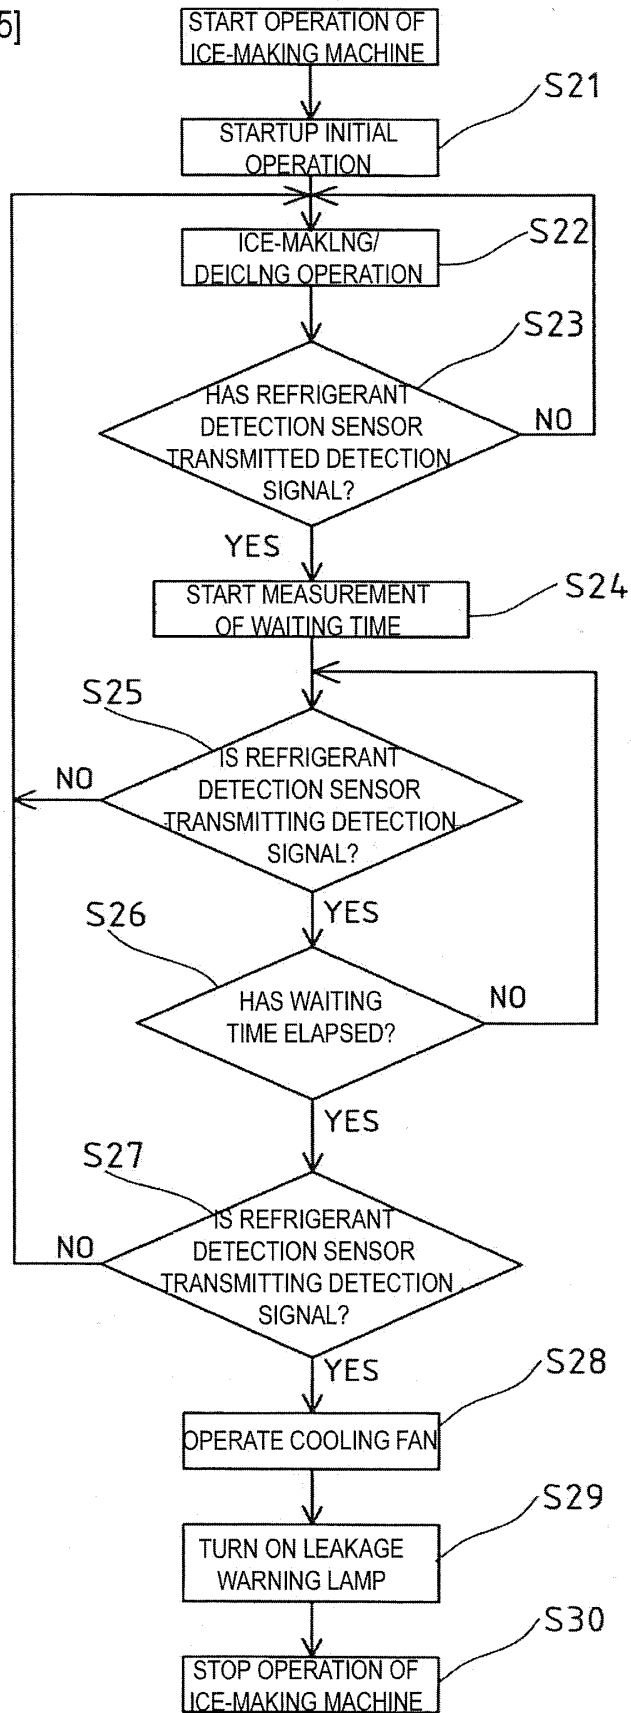 5]
START OPERATION OF
ICE-MAKING MACHINE
S21
STARTUP INITIAL
OPERATION
S22
ICE-MAKLNG/
DEICLNG OPERATION
S23
HAS REFRIGERANT
DETECTION SENSOR
TRANSMITTED DETECTION
SIGNAL?
NO
YES
S24
START MEASUREMENT
OF WAITING TIME
S25
IS REFRIGERANT
DETECTION SENSOR
TRANSMITTING DETECTION
SIGNAL?
NO
YES
S26
HAS WAITING
TIME ELAPSED?
NO
YES
S27
IS REFRIGERANT
DETECTION SENSOR
TRANSMITTING DETECTION
SIGNAL?
NO
YES
S28
OPERATE COOLING FAN
S29
TURN ON LEAKAGE
WARNING LAMP
S30
STOP OPERATION OF
ICE-MAKING MACHINE